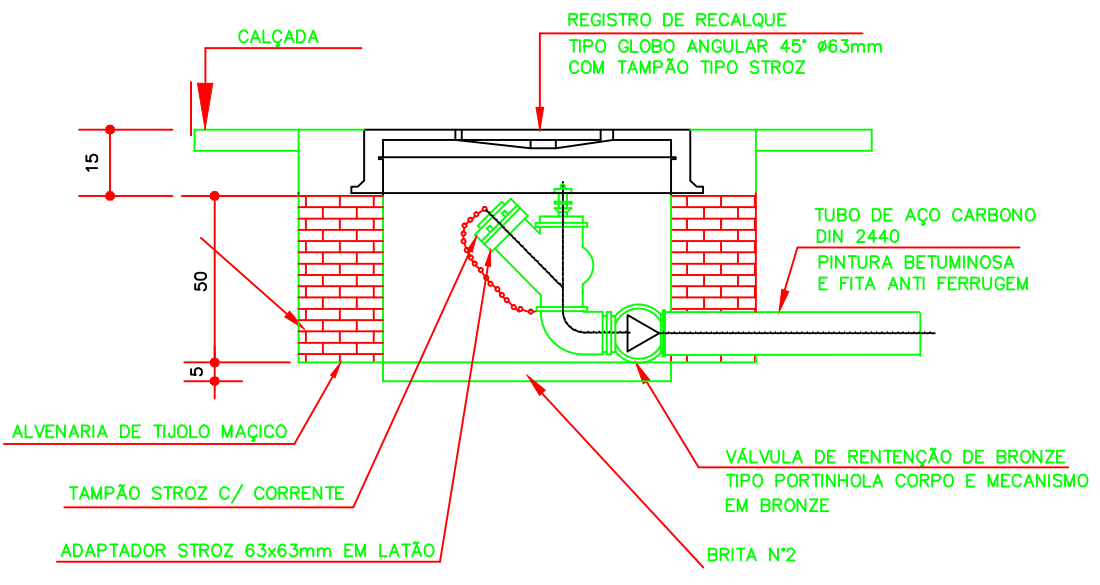 REGISTRO DE RECALQUE
TIPO GLOBO ANGULAR 45° Ø63mm
COM TAMPÃO TIPO STROZ
CALÇADA
15
50
5
TUBO DE AÇO CARBONO
DIN 2440
PINTURA BETUMINOSA
E FITA ANTI FERRUGEM
ALVENARIA DE TIJOLO MAÇICO
TAMPÃO STROZ C/ CORRENTE
ADAPTADOR STROZ 63x63mm EM LATÃO
VÁLVULA DE RENTENÇÃO DE BRONZE
TIPO PORTINHOLA CORPO E MECANISMO
EM BRONZE
BRITA N°2